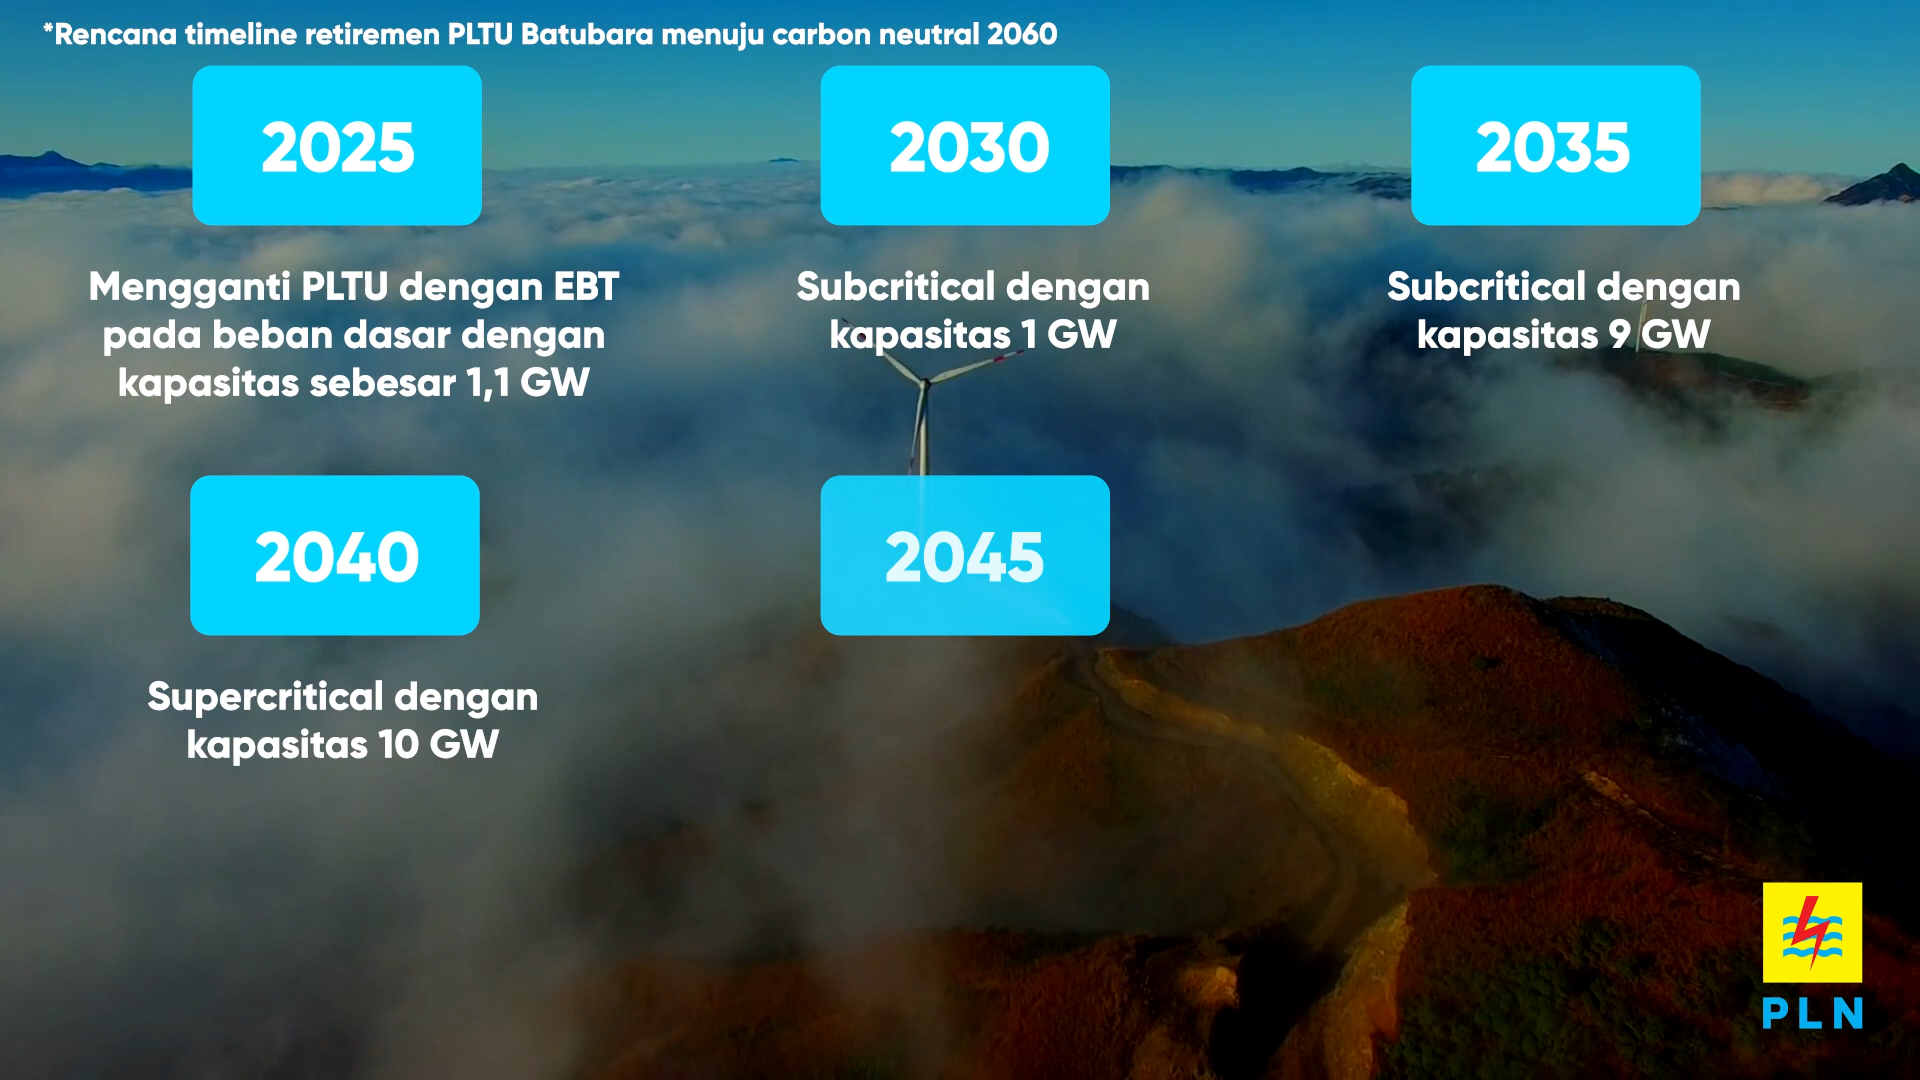 *Rencana timeline retiremen PLTU Batubara menuju carbon neutral 2060
2025
Mengganti PLTU dengan EBT
pada beban dasar dengan
kapasitas sebesar 1,1 GW
2030
Subcritical dengan
kapasitas 1 GW
2035
Subcritical dengan
kapasitas 9 GW
2040
Supercritical dengan
kapasitas 10 GW
2045
PLN